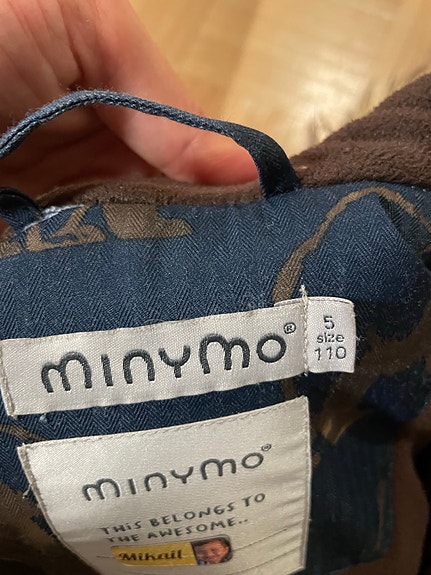 minymo®
5
size
110
minymo®
THIS BELONGS TO
THE AWESOME..
Mihail